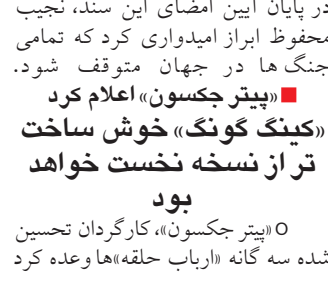 در پایان آیین امضای این سند، نجیب
محفوظ ابراز امیدواری کرد که تمامی
جنگ ها در جهان متوقف شود.
■«پیتر جکسون» اعلام کرد
«کینگ گونگ» خوش ساخت
تر از نسخه نخست خواهد
بود
o«پیتر جکسون»، کارگردان تحسین
شده سه گانه «ارباب حلقه»ها وعده کرد